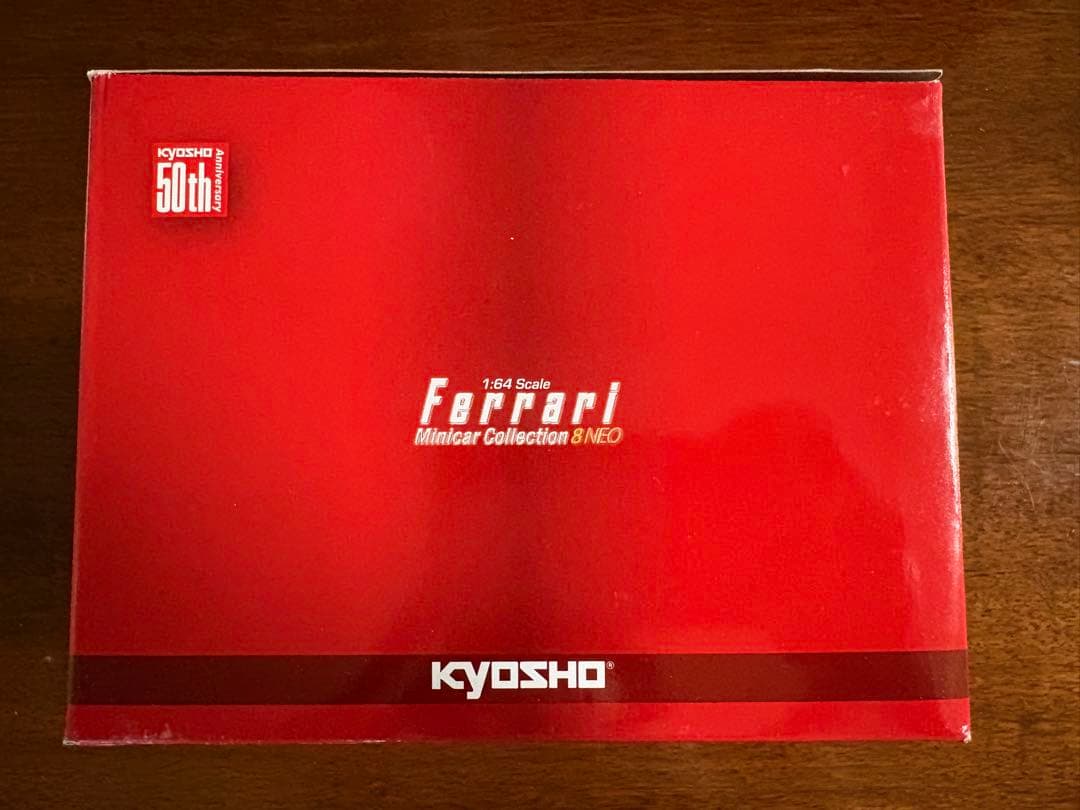 KYOSHO
50th
Anniversary
1:64 Scale
Ferrari
Minicar Collection 8 NEO
KYOSHO®